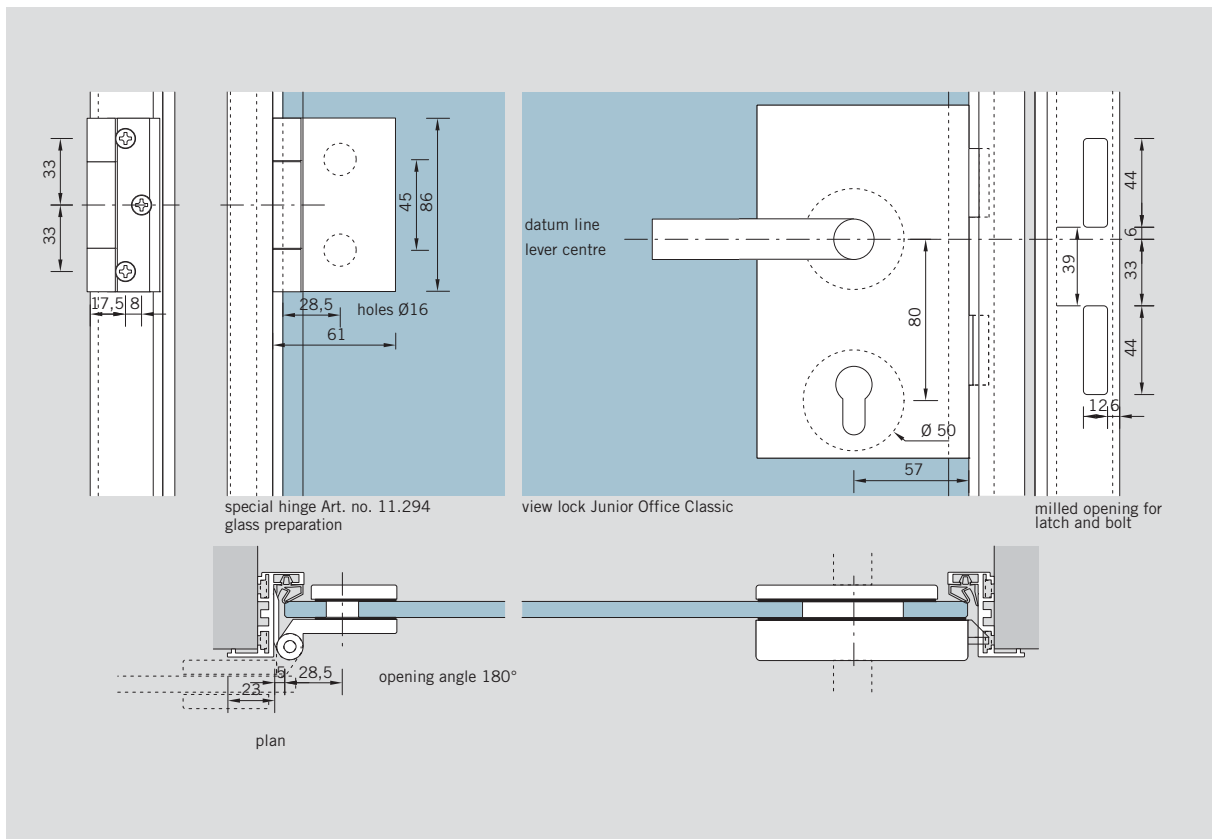 33
33
17,5
8
45
86
28,5
holes Ø16
61
special hinge Art. no. 11.294
glass preparation
datum line
lever centre
80
Ø 50
57
view lock Junior Office Classic
44
6
39
33
44
12
6
milled opening for
latch and bolt
5
28,5
23
opening angle 180°
plan